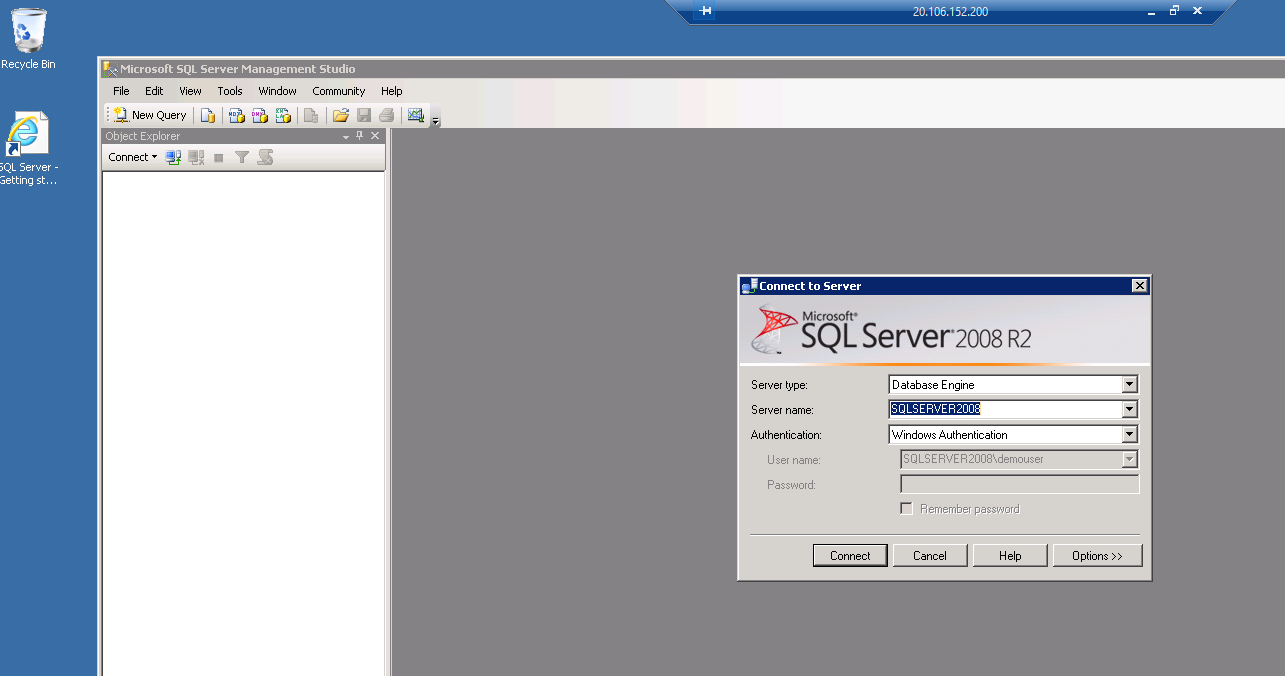 20.106.152.200
Recycle Bin
SQL Server -
Getting st...
Microsoft SQL Server Management Studio
File Edit View Tools Window Community Help
New Query
Object Explorer
Connect
Connect to Server
Microsoft®
SQL Server® 2008 R2
Server type: Database Engine
Server name: SQLSERVER2008
Authentication: Windows Authentication
User name: SQLSERVER2008\demouser
Password:
Remember password
Connect Cancel Help Options >>